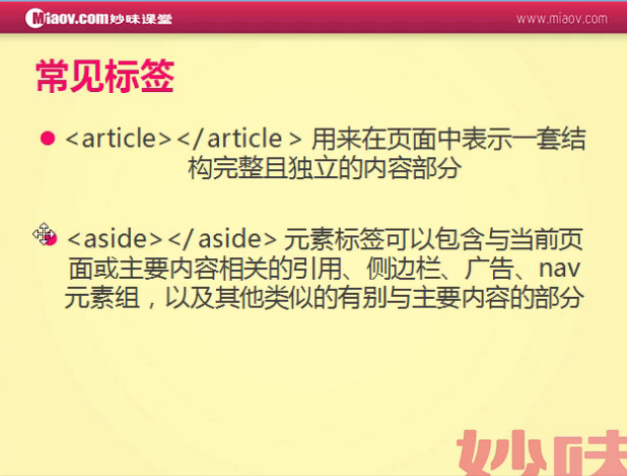 Miaov.com妙味课堂
www.miaov.com
常见标签
<article></article > 用来在页面中表示一套结
构完整且独立的内容部分
<aside></ aside> 元素标签可以包含与当前页
面或主要内容相关的引用、侧边栏、广告、nav
元素组，以及其他类似的有别与主要内容的部分
妙味